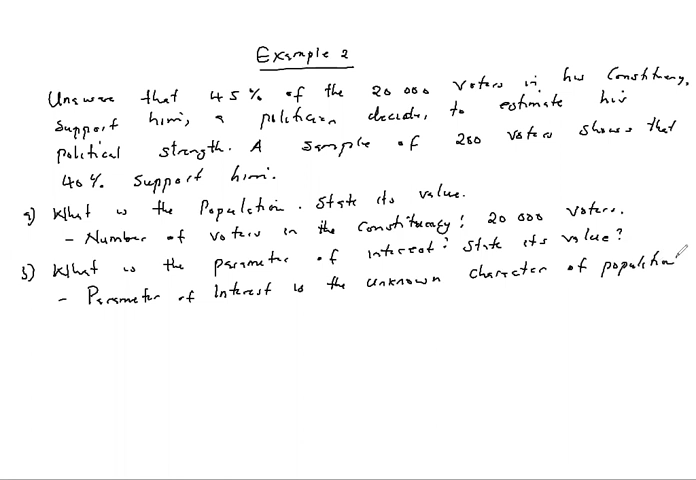 Example 2
Unaware that 45% of the 20 000 voters in his Constituency,
Support him, a politician decides to estimate his
political strength. A sample of 200 voters shows that
40% support him.
a) What is the Population. State its value.
- Number of voters in the constituency: 20 000 voters.
b) What is the parameter of interest? State its value?
- Parameter of Interest is the unknown character of population